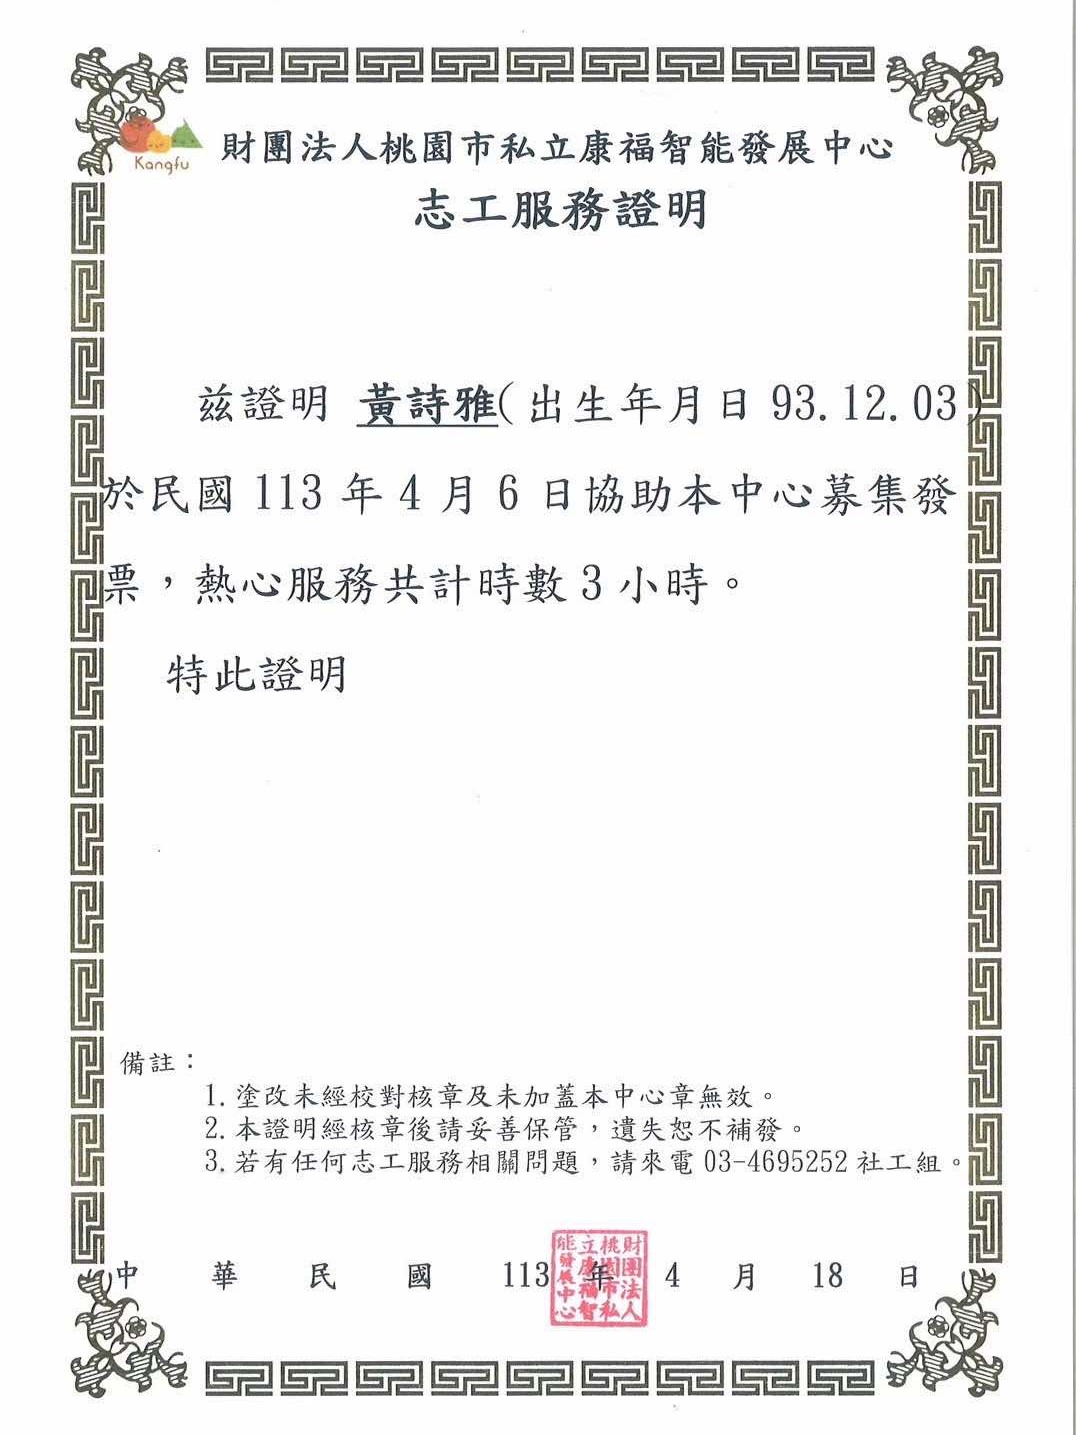 Kangfu
財團法人桃園市私立康福智能發展中心
志工服務證明
茲證明 黃詩雅(出生年月日 93.12.03)
於民國 113 年 4 月 6 日協助本中心募集發
票，熱心服務共計時數 3 小時。
特此證明
備註：
1. 塗改未經校對核章及未加蓋本中心章無效。
2. 本證明經核章後請妥善保管，遺失恕不補發。
3. 若有任何志工服務相關問題，請來電 03-4695252 社工組。
中華民國 113 年 4 月 18 日
財團法人桃園市私立康福智能發展中心